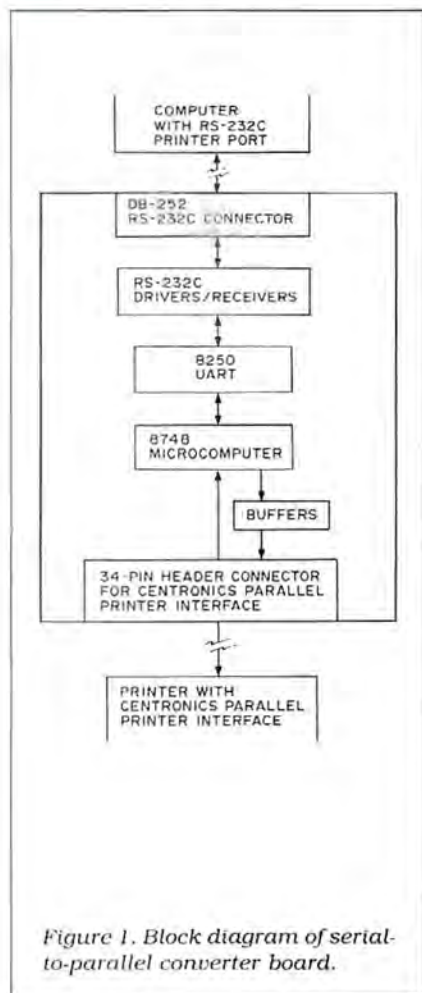 COMPUTER
WITH RS-232C
PRINTER PORT
DB-252
RS-232C CONNECTOR
RS-232C
DRIVERS/RECEIVERS
8250
UART
8748
MICROCOMPUTER
BUFFERS
34-PIN HEADER CONNECTOR
FOR CENTRONICS PARALLEL
PRINTER INTERFACE
PRINTER WITH
CENTRONICS PARALLEL
PRINTER INTERFACE
Figure 1. Block diagram of serial-
to-parallel converter board.